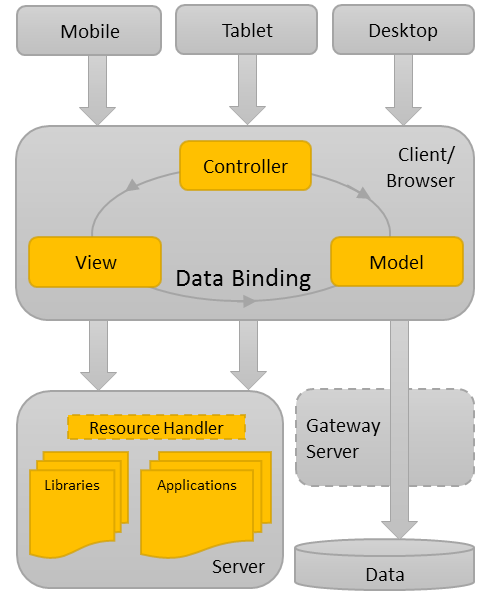 Mobile
Tablet
Desktop
Controller
Client/
Browser
View
Data Binding
Model
Resource Handler
Libraries
Applications
Server
Gateway
Server
Data